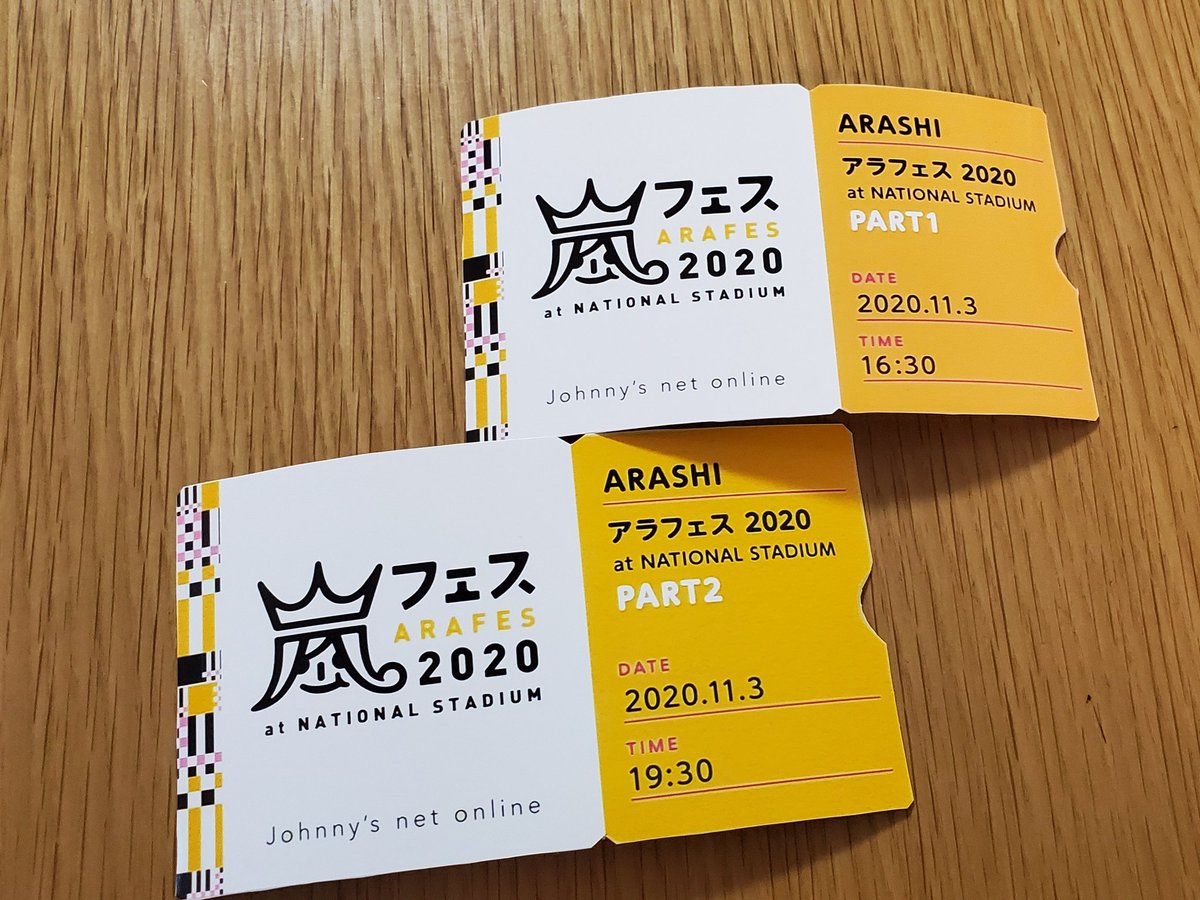 嵐フェス
ARAFES
2020
at NATIONAL STADIUM
Johnny's net online
ARASHI
アラフェス 2020
at NATIONAL STADIUM
PART1
DATE
2020.11.3
TIME
16:30
嵐フェス
ARAFES
2020
at NATIONAL STADIUM
Johnny's net online
ARASHI
アラフェス 2020
at NATIONAL STADIUM
PART2
DATE
2020.11.3
TIME
19:30